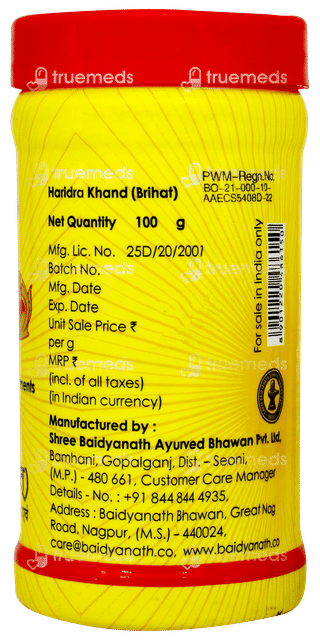 truemeds
truemeds
Haridra Khand (Brihat)
PWM-Regn.No.
BO-21-000-10-
AAECS5408D-22
Net Quantity 100 g
Mfg. Lic. No. 25D/20/2001
Batch No.
Mfg. Date
Exp. Date
Unit Sale Price ₹
per g
MRP ₹
(incl. of all taxes)
(in Indian currency)
For sale in India only
Manufactured by :
Shree Baidyanath Ayurved Bhawan Pvt. Ltd,
Bamhani, Gopalganj, Dist. – Seoni,
(M.P.) - 480 661, Customer Care Manager
Details - No. : +91 844 844 4935,
Address : Baidyanath Bhawan, Great Nag
Road, Nagpur, (M.S.) –440024,
care@baidyanath.co www.baidyanath.co